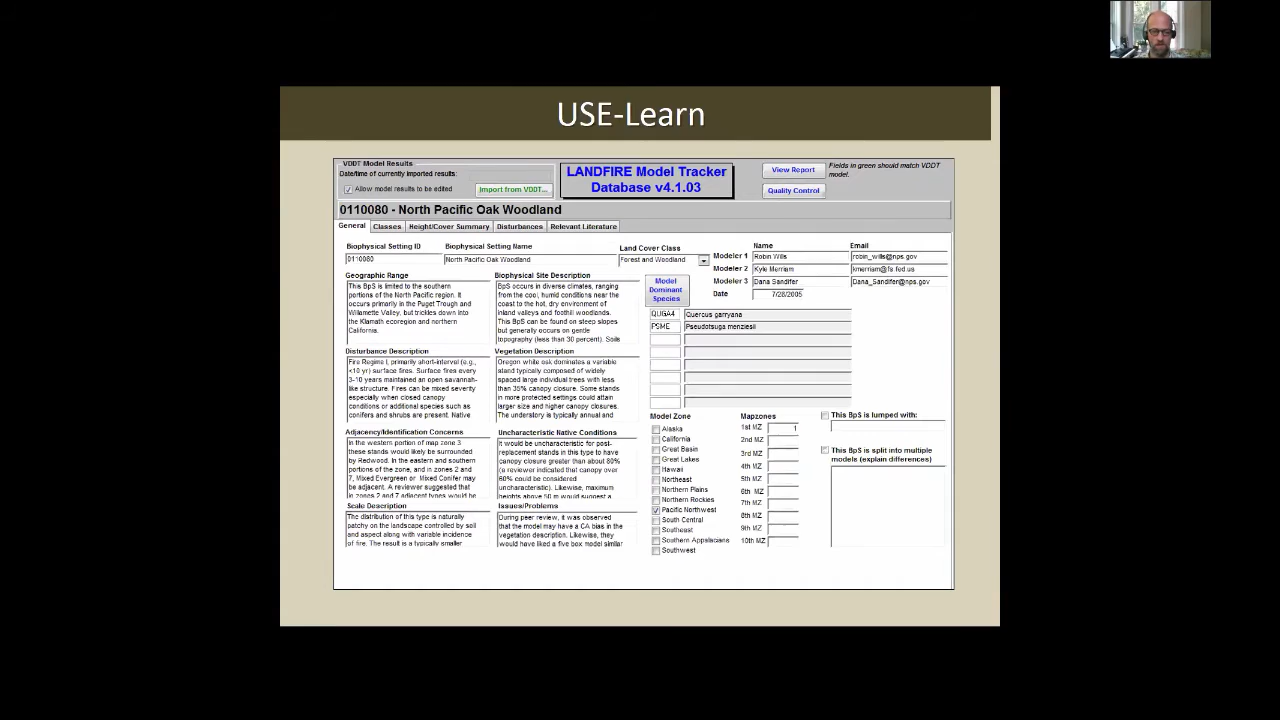 USE-Learn
VDDT Model Results
Date/time of currently imported results:
Allow model results to be edited
Import from VDDT...
LANDFIRE Model Tracker
Database v4.1.03
View Report
Quality Control
Fields in green should match VDDT
model.
0110080 - North Pacific Oak Woodland
General Classes Height/Cover Summary Disturbances Relevant Literature
Biophysical Setting ID
0110080
Biophysical Setting Name
North Pacific Oak Woodland
Land Cover Class
Forest and Woodland
Name Email
Modeler 1 Robin Wills robin_wills@nps.gov
Modeler 2 Kyle Merriam kmerriam@fs.fed.us
Modeler 3 Dana Sandifer Dana_Sandifer@nps.gov
Date 7/28/2005
Geographic Range
This BpS is limited to the southern
portions of the North Pacific region. It
occurs primarily in the Puget Trough and
Willamette Valley, but trickles down into
the Klamath ecoregion and northern
California.
Biophysical Site Description
BpS occurs in diverse climates, ranging
from the cool, humid conditions near the
coast to the hot, dry environment of
inland valleys and foothill woodlands.
This BpS can be found on steep slopes
but generally occurs on gentle
topography (less than 30 percent). Soils
Model
Dominant
Species
QUGA4 Quercus garryana
PSME Pseudotsuga menziesii
Disturbance Description
Fire Regime I, primarily short-interval (e.g.,
<10 yr) surface fires. Surface fires every
3-10 years maintained an open savannah-
like structure. Fires can be mixed severity
especially when closed canopy
conditions or additional species such as
conifers and shrubs are present. Native
Vegetation Description
Oregon white oak dominates a variable
stand typically composed of widely
spaced large individual trees with less
than 35% canopy closure. Some stands
in more protected settings could attain
larger size and higher canopy closures.
The understory is typically annual and
Adjacency/Identification Concerns
In the western portion of map zone 3
these stands would likely be surrounded
by Redwood. In the eastern and southern
portions of the zone, and in zones 2 and
7, Mixed Evergreen or Mixed Conifer may
be adjacent. A reviewer suggested that
in zones 2 and 7 adjacent types would be
Uncharacteristic Native Conditions
It would be uncharacteristic for post-
replacement stands in this type to have
canopy closure greater than about 80%
(a reviewer indicated that canopy over
60% could be considered
uncharacteristic). Likewise, maximum
heights above 50 m would suggest a
Scale Description
The distribution of this type is naturally
patchy on the landscape controlled by soil
and aspect along with variable incidence
of fire. The result is a typically smaller
Issues/Problems
During peer review, it was observed
that the model may have a CA bias in the
vegetation description. Likewise, they
would have liked a five box model similar
Model Zone
Alaska
California
Great Basin
Great Lakes
Hawaii
Northeast
Northern Plains
Northern Rockies
Pacific Northwest
South Central
Southeast
Southern Appalacians
Southwest
Mapzones
1st MZ 1
2nd MZ
3rd MZ
4th MZ
5th MZ
6th MZ
7th MZ
8th MZ
9th MZ
10th MZ
This BpS is lumped with:
This BpS is split into multiple
models (explain differences)